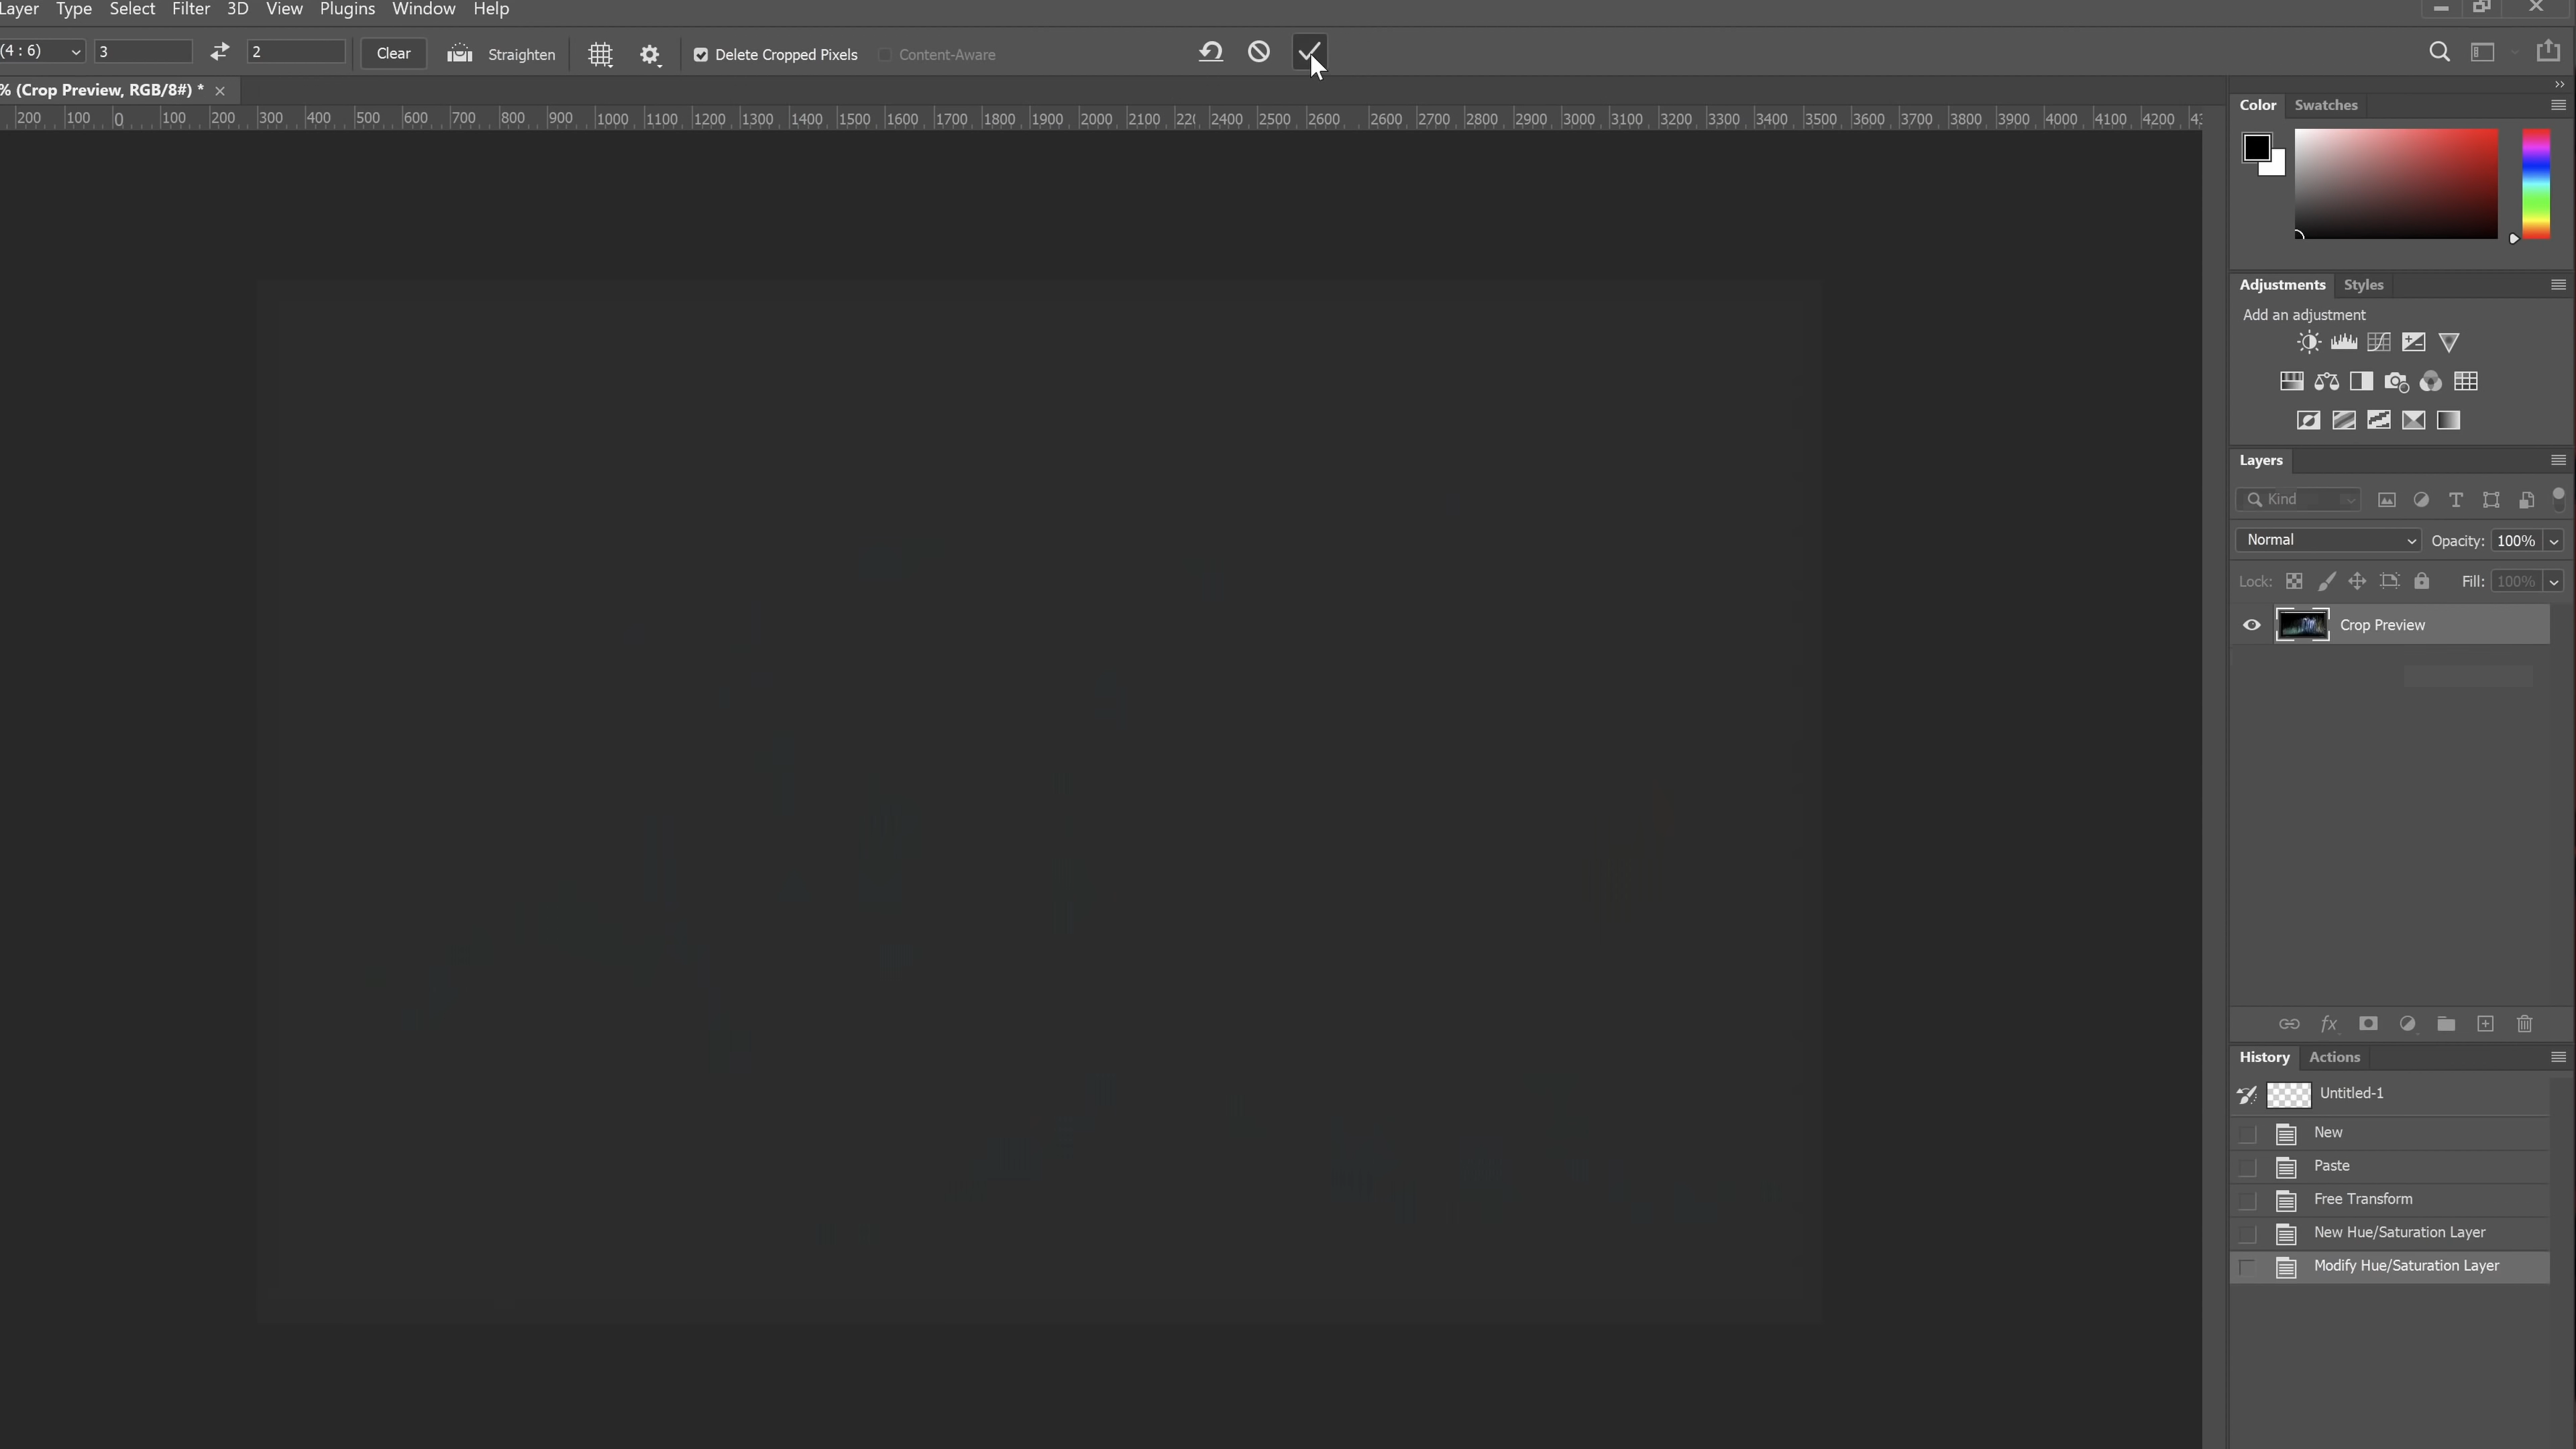 Layer Type Select Filter 3D View Plugins Window Help
(4 : 6) 3 2 Clear Straighten Delete Cropped Pixels Content-Aware
% (Crop Preview, RGB/8#) *
200 100 0 100 200 300 400 500 600 700 800 900 1000 1100 1200 1300 1400 1500 1600 1700 1800 1900 2000 2100 220 2400 2500 2600 2600 2700 2800 2900 3000 3100 3200 3300 3400 3500 3600 3700 3800 3900 4000 4100 4200
Color Swatches
Adjustments Styles
Add an adjustment
Layers
Kind
Normal Opacity: 100%
Lock: Fill: 100%
Crop Preview
fx
History Actions
Untitled-1
New
Paste
Free Transform
New Hue/Saturation Layer
Modify Hue/Saturation Layer